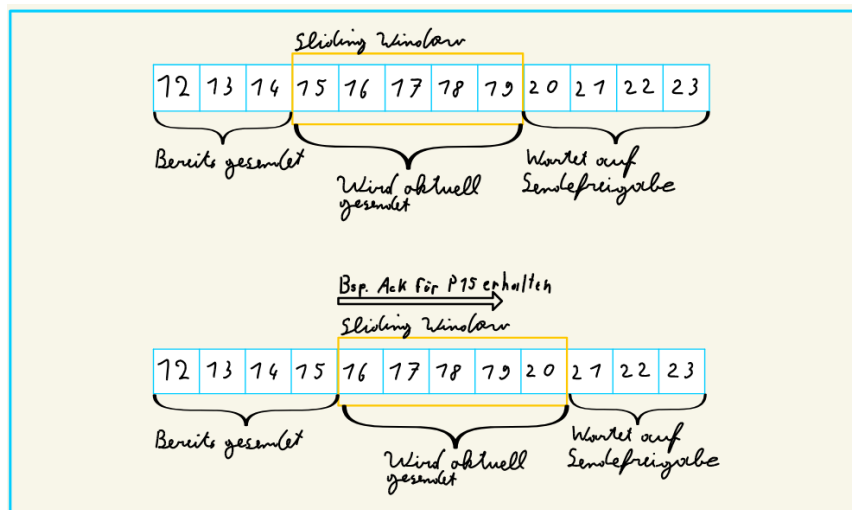 Sliding Window
12 13 14 15 16 17 18 19 20 21 22 23
Bereits gesendet
Wird aktuell
gesendet
Wartet auf
Sendefreigabe
Bsp. Ack für P15 erhalten
Sliding Window
12 13 14 15 16 17 18 19 20 21 22 23
Bereits gesendet
Wird aktuell
gesendet
Wartet auf
Sendefreigabe